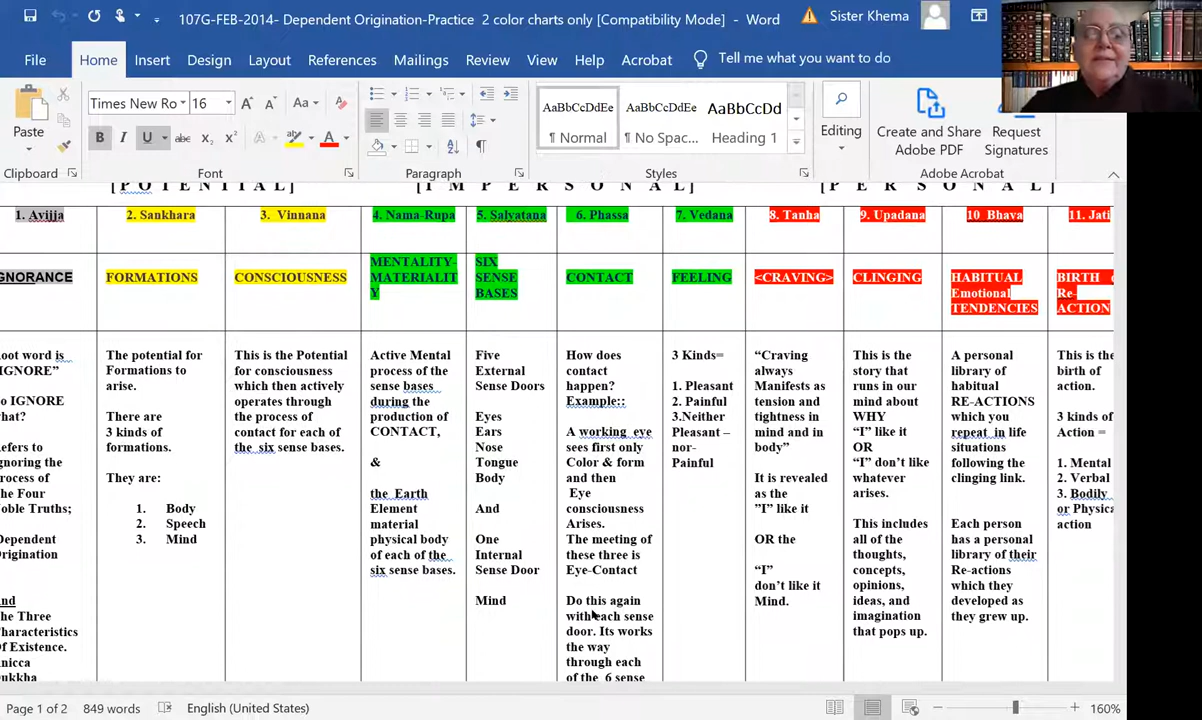 107G-FEB-2014- Dependent Origination-Practice 2 color charts only [Compatibility Mode] - Word
Sister Khema
File
Home
Insert
Design
Layout
References
Mailings
Review
View
Help
Acrobat
Tell me what you want to do
Paste
Clipboard
Times New Ro
16
Aa
Font
Paragraph
AaBbCcDdEe
¶ Normal
AaBbCcDdEe
¶ No Spac...
AaBbCcDd
Heading 1
Styles
Editing
Create and Share
Adobe PDF
Request
Signatures
Adobe Acrobat
[POTENTIAL]
[IMPERSONAL]
[PERSONAL]
1. Avijja
2. Sankhara
3. Vinnana
4. Nama-Rupa
5. Salyatana
6. Phassa
7. Vedana
8. Tanha
9. Upadana
10 Bhava
11. Jati
GNORANCE
FORMATIONS
CONSCIOUSNESS
MENTALITY-
MATERIALIT
Y
SIX
SENSE
BASES
CONTACT
FEELING
<CRAVING>
CLINGING
HABITUAL
Emotional
TENDENCIES
BIRTH
Re-
ACTION
oot word is
IGNORE”
o IGNORE
what?
efers to
gnoring the
rocess of
he Four
oble Truths;
ependent
rigination
nd
he Three
haracteristics
Of Existence.
nicca
ukkha
The potential for
Formations to
arise.
There are
3 kinds of
formations.
They are:
1. Body
2. Speech
3. Mind
This is the Potential
for consciousness
which then actively
operates through
the process of
contact for each of
the six sense bases.
Active Mental
process of the
sense bases
during the
production of
CONTACT,
&
the Earth
Element
material
physical body
of each of the
six sense bases.
Five
External
Sense Doors
Eyes
Ears
Nose
Tongue
Body
And
One
Internal
Sense Door
Mind
How does
contact
happen?
Example::
A working eye
sees first only
Color & form
and then
Eye
consciousness
Arises.
The meeting of
these three is
Eye-Contact
Do this again
with each sense
door. Its works
the way
through each
of the 6 sense
3 Kinds=
1. Pleasant
2. Painful
3.Neither
Pleasant –
nor-
Painful
“Craving
always
Manifests as
tension and
tightness in
mind and in
body”
It is revealed
as the
”I” like it
OR the
“I”
don’t like it
Mind.
This is the
story that
runs in our
mind about
WHY
“I” like it
OR
“I” don’t like
whatever
arises.
This includes
all of the
thoughts,
concepts,
opinions,
ideas, and
imagination
that pops up.
A personal
library of
habitual
RE-ACTIONS
which you
repeat in life
situations
following the
clinging link.
Each person
has a personal
library of their
Re-actions
which they
developed as
they grew up.
This is the
birth of
action.
3 kinds of
Action =
1. Mental
2. Verbal
3. Bodily
or Physica
action
Page 1 of 2
849 words
English (United States)
160%